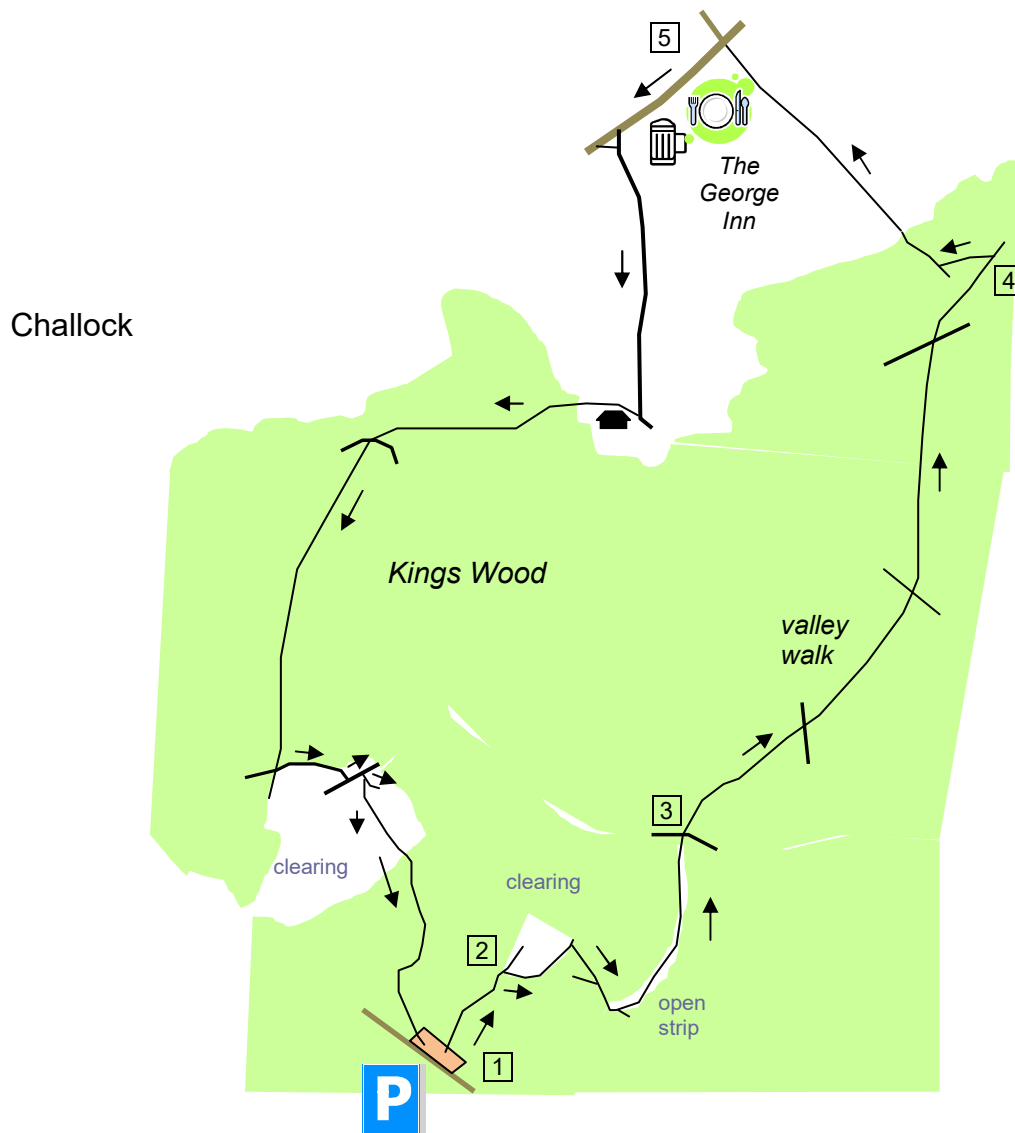 5
The
George
Inn
4
Challock
Kings Wood
valley
walk
3
clearing
clearing
2
open
strip
1
P